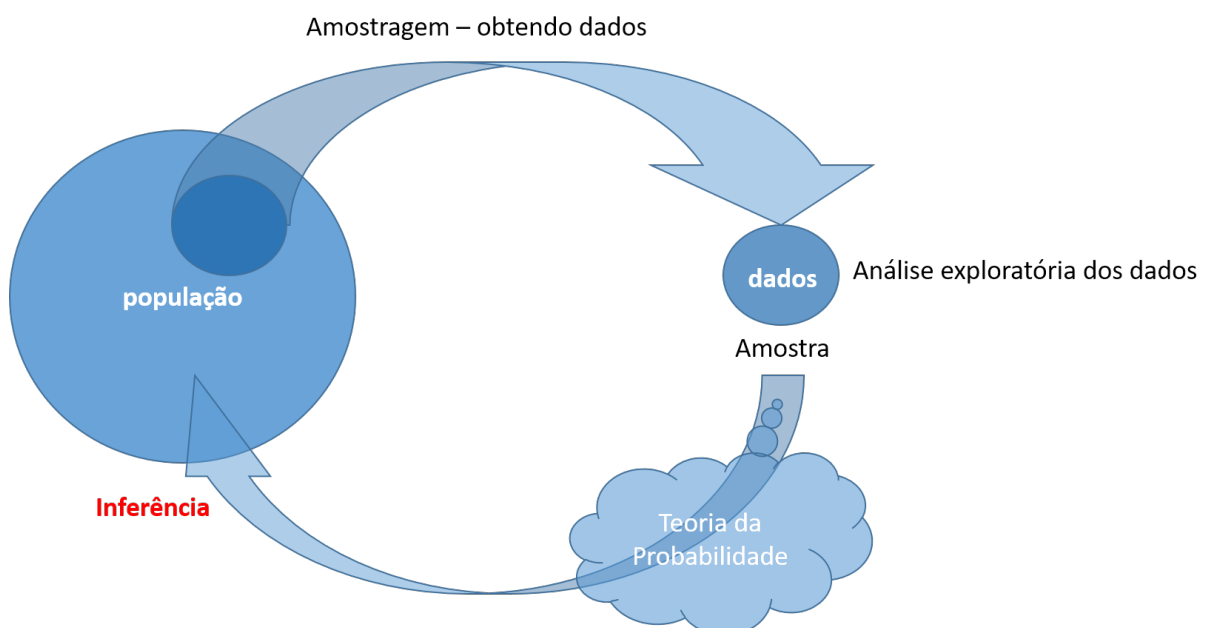 Amostragem – obtendo dados
dados
Análise exploratória dos dados
população
Amostra
Inferência
Teoria da
Probabilidade